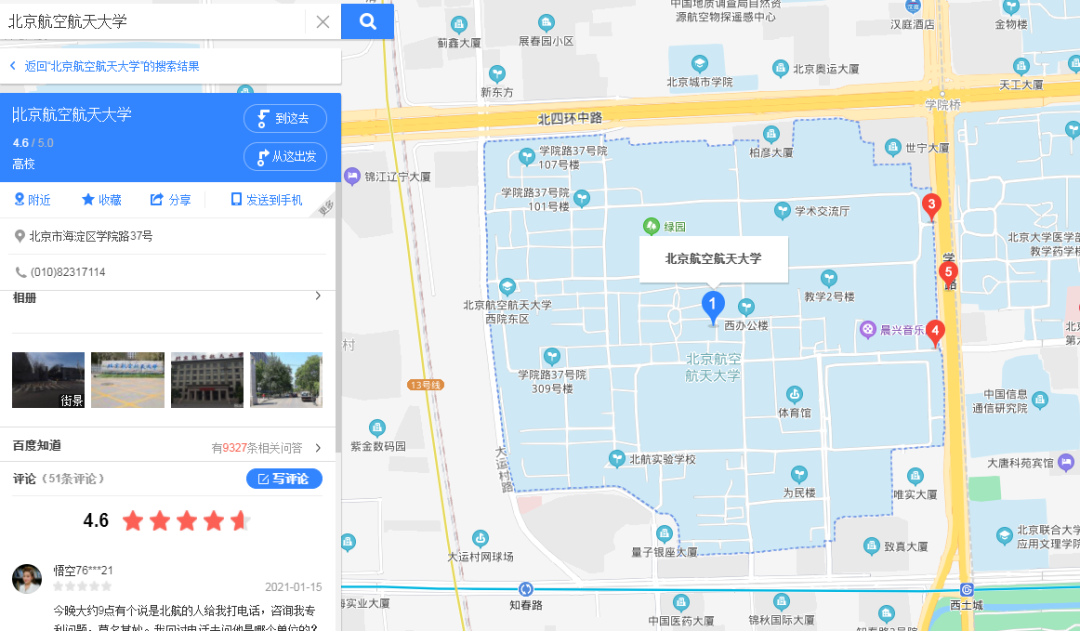 北京航空航天大学
返回"北京航空航天大学"的搜索结果
北京航空航天大学
4.6 / 5.0
高校
到这去
从这出发
附近
收藏
分享
发送到手机
更多
北京市海淀区学院路37号
(010)82317114
相册
街景
百度知道
有9327条相关问答
评论（51条评论）
写评论
4.6
悟空76***21
2021-01-15
今晚大约9点有个说是北航的人给我打电话，咨询我专
利问题，莫名其妙。我回过电话去问他是哪个单位的？
蓟鑫大厦
展春园小区
中国地质调查局自然资
源航空物探遥感中心
汉庭酒店
金物楼
新东方
北京城市学院
北京奥运大厦
天工大厦
学院桥
北四环中路
柏彦大厦
世宁大厦
锦江辽宁大厦
学院路37号院
107号楼
学院路37号院
101号楼
学术交流厅
绿园
3
北京航空航天大学
学
路
5
北京大学医学部
教学药学楼
北京航空航天大学
西院东区
1
西办公楼
教学2号楼
晨兴音乐
4
村
北京航空
航天大学
学院路37号院
309号楼
13号线
体育馆
中国信息
通信研究院
紫金数码园
大运村路
北航实验学校
为民楼
唯实大厦
大唐科苑宾馆
大运村网球场
量子银座大厦
致真大厦
北京联合大学
应用文理学院
知春路
西土城
海实业大厦
中国医药大厦
锦秋国际大厦